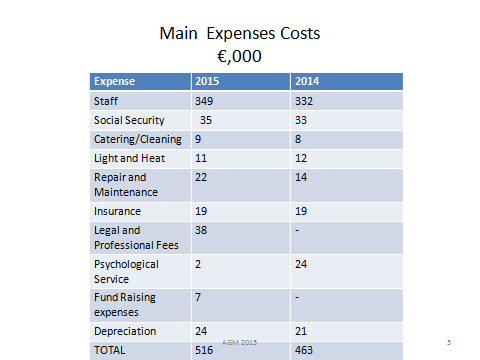 Main Expenses Costs
€,000
Expense 2015 2014
Staff 349 332
Social Security 35 33
Catering/Cleaning 9 8
Light and Heat 11 12
Repair and 22 14
Maintenance
Insurance 19 19
Legal and 38 -
Professional Fees
Psychological 2 24
Service
Fund Raising 7 -
expenses
Depreciation 24 21
TOTAL 516 463
AGM 2015 5